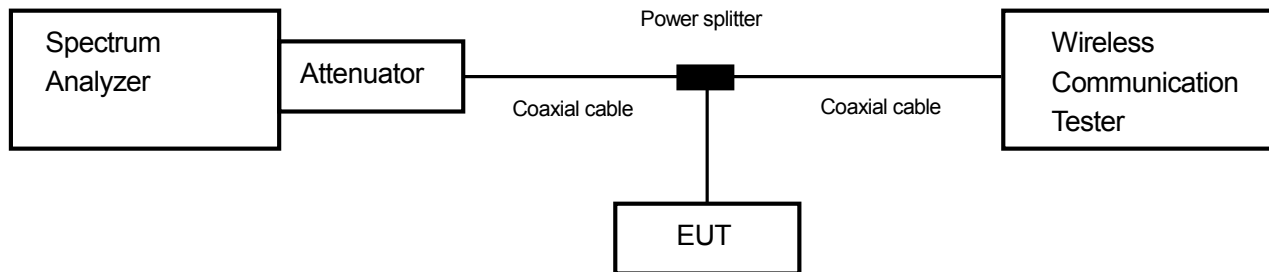 Power splitter
Spectrum
Analyzer
Attenuator
Coaxial cable
Coaxial cable
Wireless
Communication
Tester
EUT